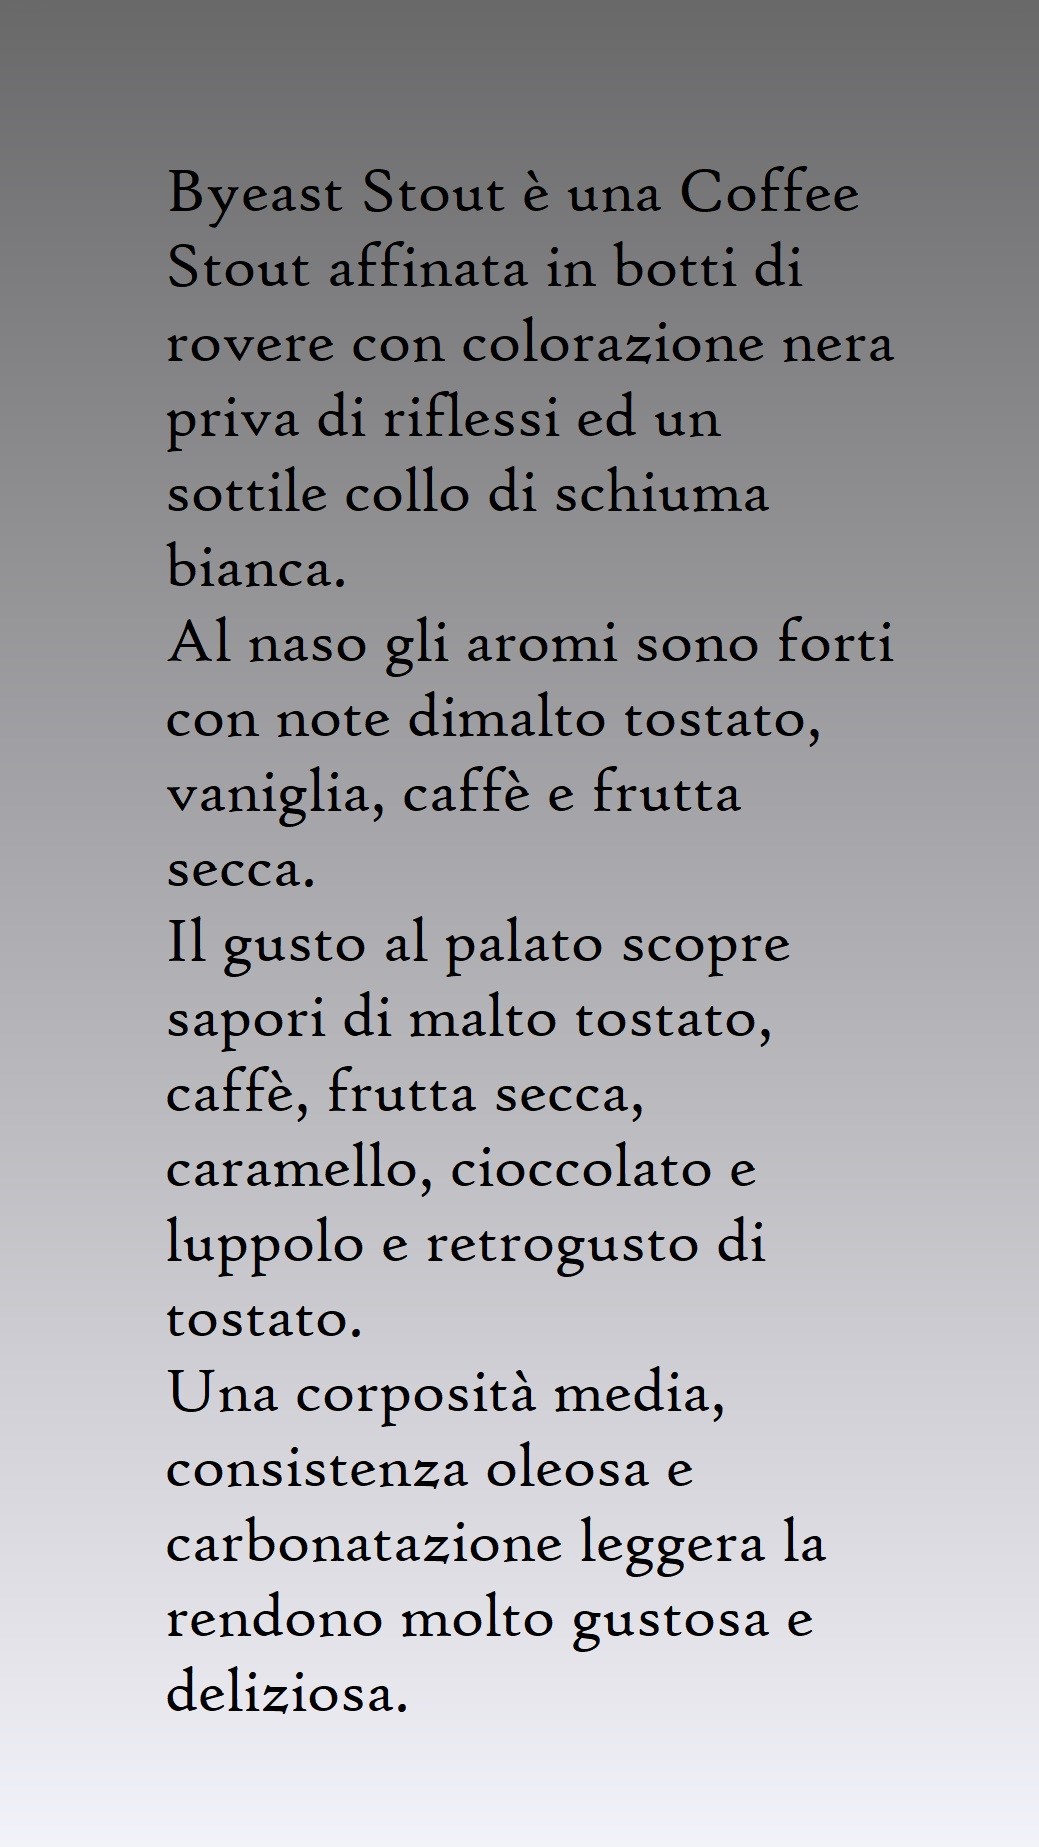 Byeast Stout è una Coffee
Stout affinata in botti di
rovere con colorazione nera
priva di riflessi ed un
sottile collo di schiuma
bianca.
Al naso gli aromi sono forti
con note dimalto tostato,
vaniglia, caffè e frutta
secca.
Il gusto al palato scopre
sapori di malto tostato,
caffè, frutta secca,
caramello, cioccolato e
luppolo e retrogusto di
tostato.
Una corposità media,
consistenza oleosa e
carbonatazione leggera la
rendono molto gustosa e
deliziosa.